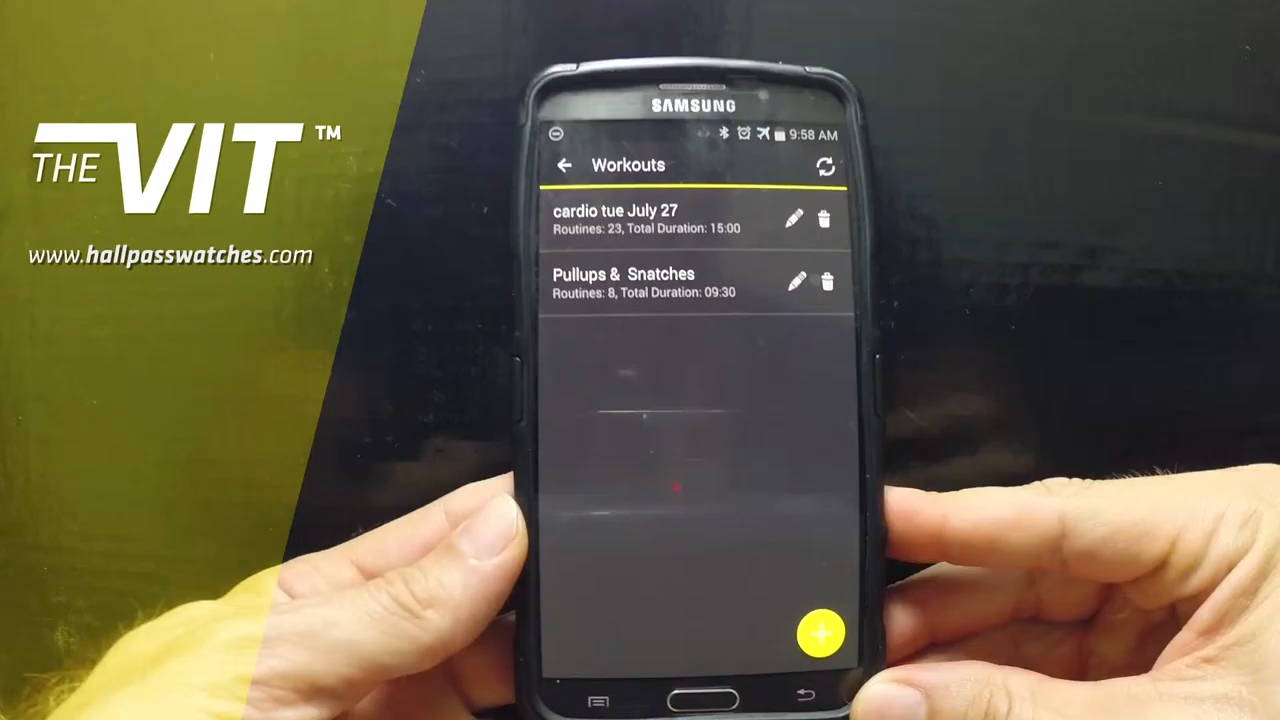 THE VIT™
www.hallpasswatches.com
SAMSUNG
9:58 AM
Workouts
cardio tue July 27
Routines: 23, Total Duration: 15:00
Pullups & Snatches
Routines: 8, Total Duration: 09:30